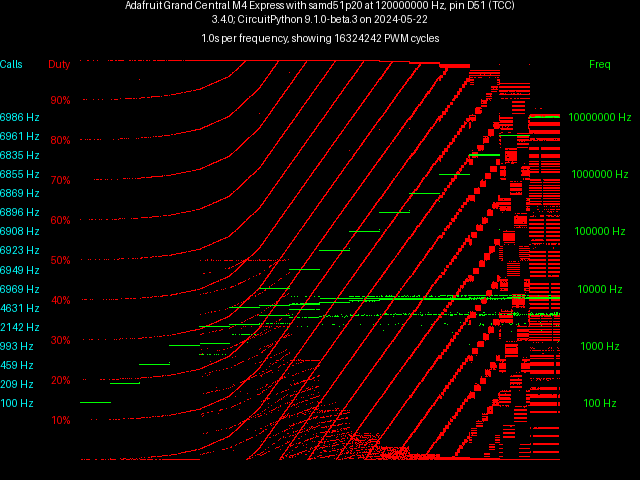 Adafruit Grand Central M4 Express with samd51p20 at 120000000 Hz, pin D51 (TCC)
3.4.0; CircuitPython 9.1.0-beta.3 on 2024-05-22
1.0s per frequency, showing 16324242 PWM cycles
Calls Duty Freq
90%
6986 Hz 10000000 Hz
6961 Hz 80%
6835 Hz
6855 Hz 70% 1000000 Hz
6869 Hz
6896 Hz 60%
6908 Hz 100000 Hz
6923 Hz
6949 Hz 50%
6969 Hz 10000 Hz
4631 Hz 40%
2142 Hz
993 Hz 30% 1000 Hz
459 Hz
209 Hz 20%
100 Hz 100 Hz
10%